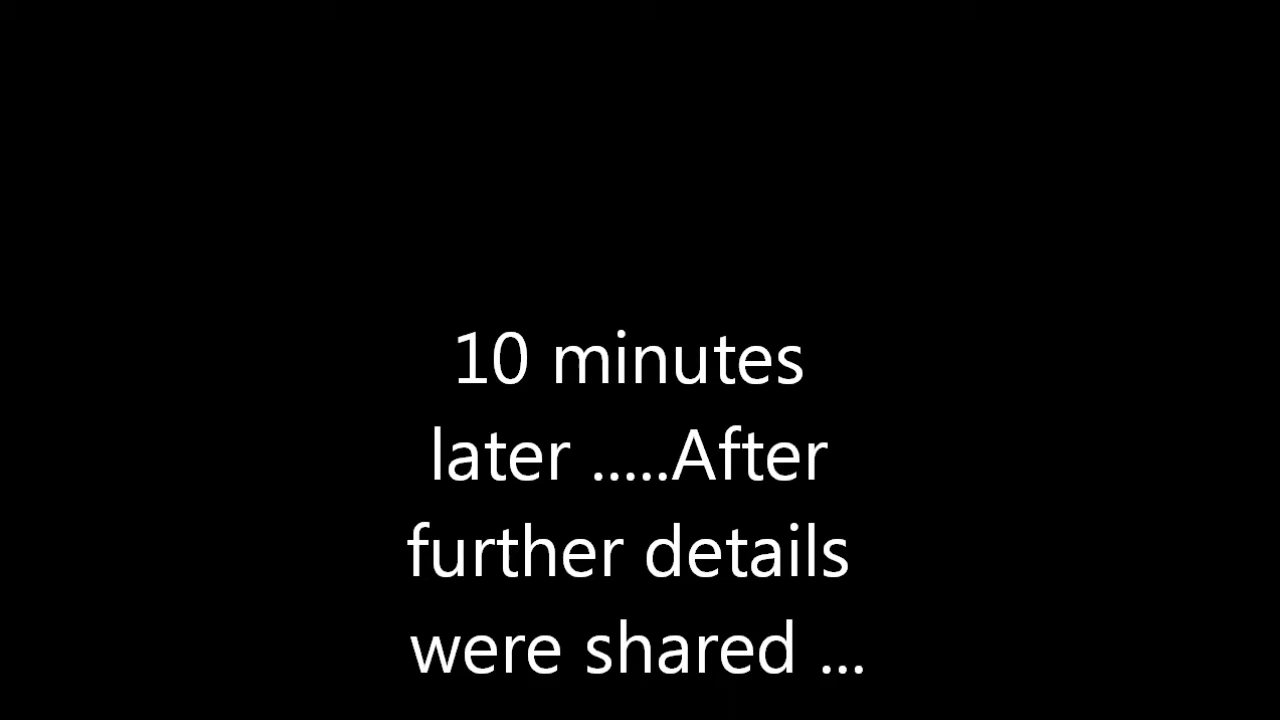 10 minutes
later .....After
further details
were shared ...